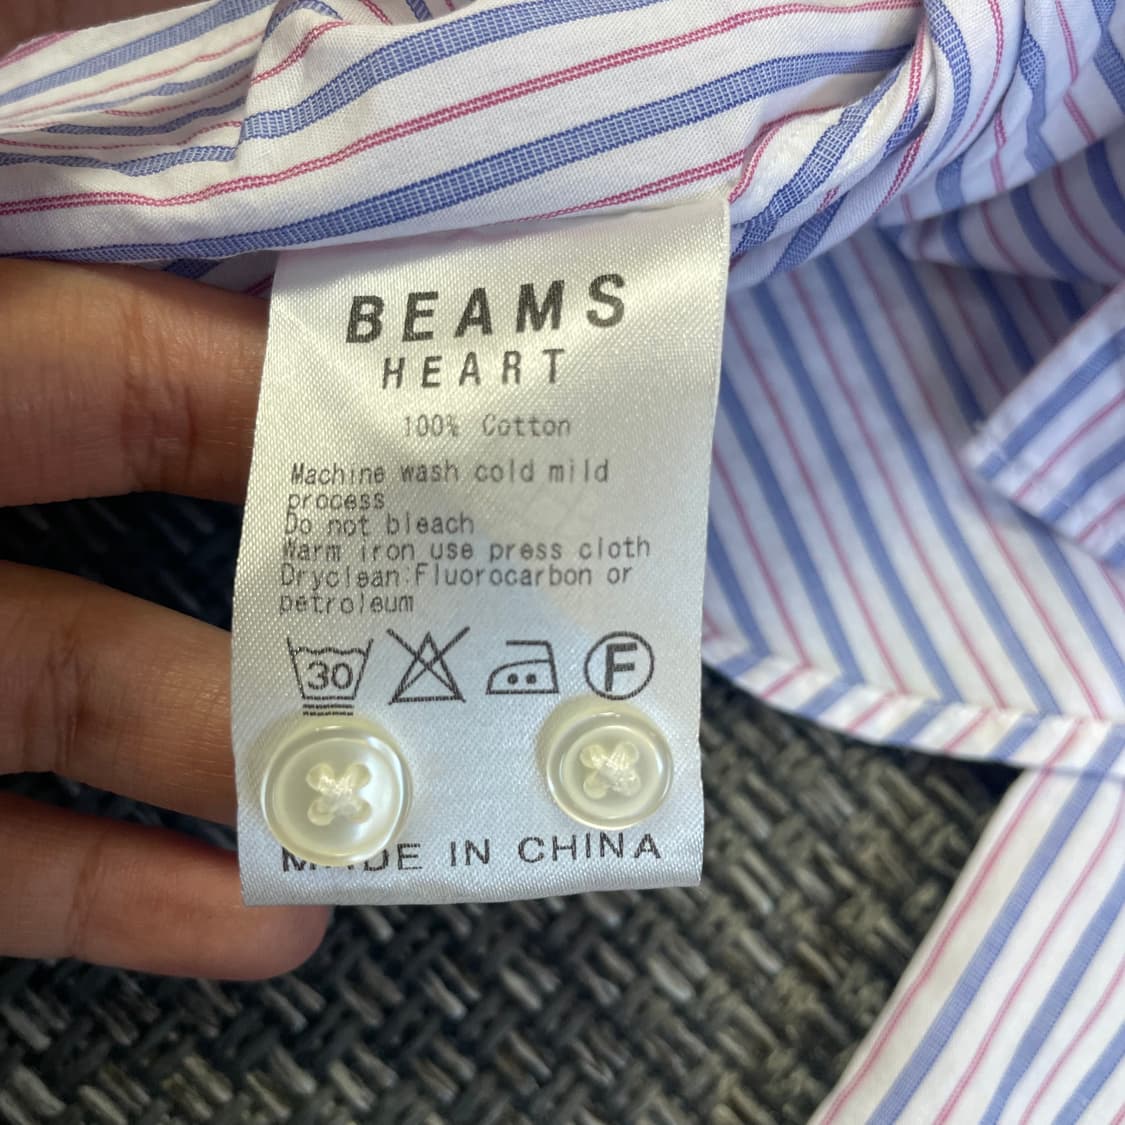 BEAMS
HEART
100% Cotton
Machine wash cold mild
process
Do not bleach
Warm iron use press cloth
Dryclean:Fluorocarbon or
petroleum
30
F
MADE IN CHINA